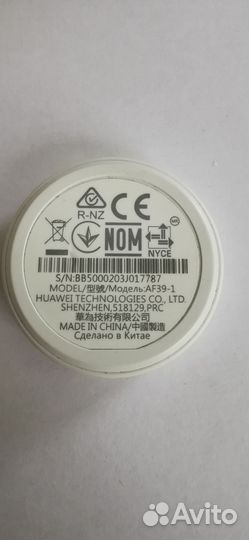 R-NZ
CE
NOM
MX
NYCE
S/N:BB5000203J017787
MODEL/型號/Модель:AF39-1
HUAWEI TECHNOLOGIES CO., LTD.
SHENZHEN,518129,PRC
華為技術有限公司
MADE IN CHINA/中國製造
Сделано в Китае
Avito